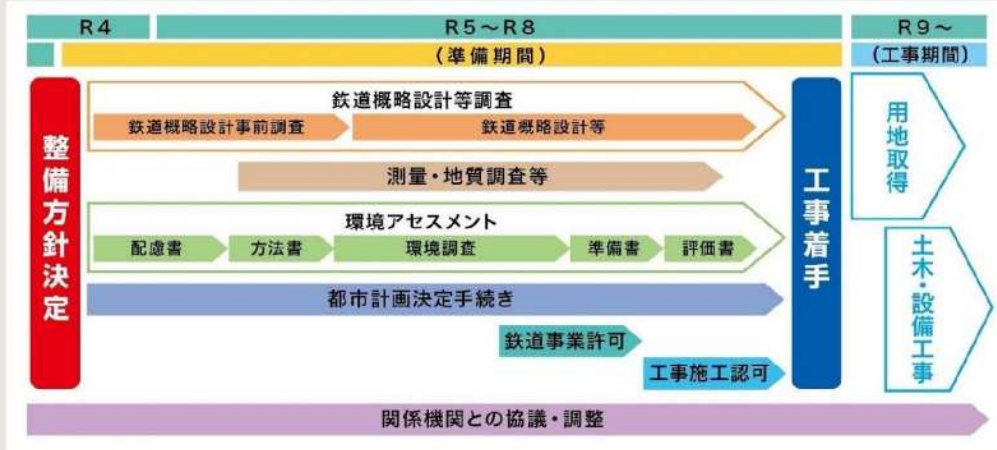 R4
R5～R8
R9～
(準備期間)
(工事期間)
整備方針決定
鉄道概略設計等調査
鉄道概略設計事前調査
鉄道概略設計等
測量・地質調査等
環境アセスメント
配慮書
方法書
環境調査
準備書
評価書
都市計画決定手続き
鉄道事業許可
工事施工認可
工事着手
用地取得
土木・設備工事
関係機関との協議・調整